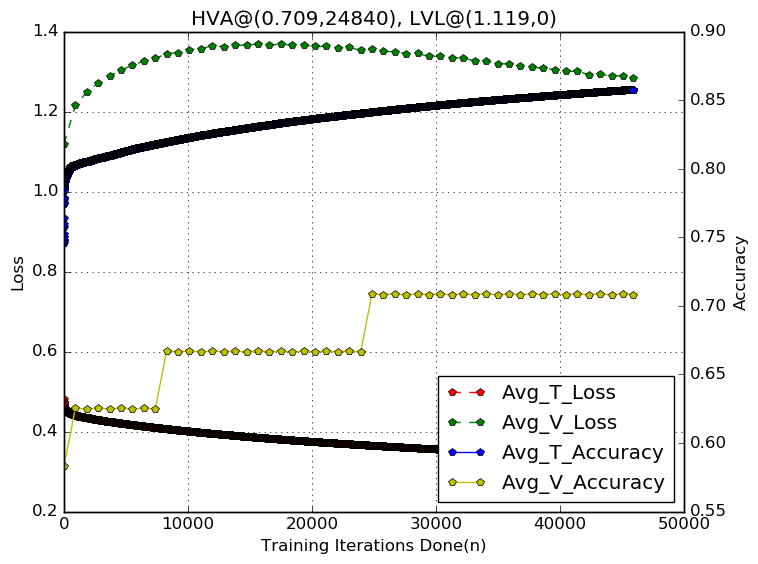 HVA@(0.709,24840), LVL@(1.119,0)
1.4
1.2
1.0
0.8
0.6
0.4
0.2
Loss
0.90
0.85
0.80
0.75
0.70
0.65
0.60
0.55
Accuracy
Avg_T_Loss
Avg_V_Loss
Avg_T_Accuracy
Avg_V_Accuracy
0 10000 20000 30000 40000 50000
Training Iterations Done(n)